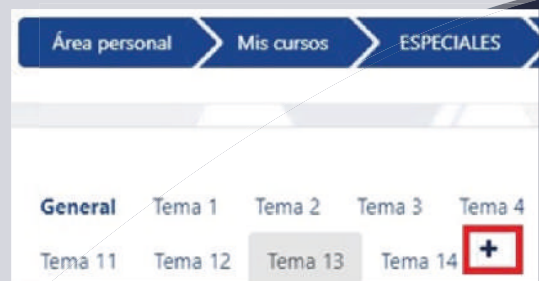 Área personal Mis cursos ESPECIALES
General Tema 1 Tema 2 Tema 3 Tema 4
Tema 11 Tema 12 Tema 13 Tema 14 +